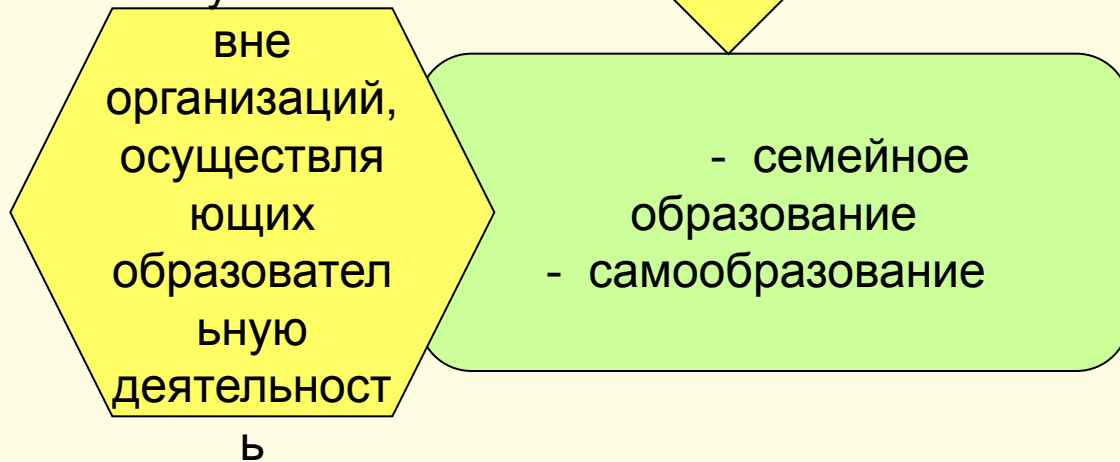 вне
организаций,
осуществля
ющих
образовател
ьную
деятельност
ь
- семейное
образование
- самообразование